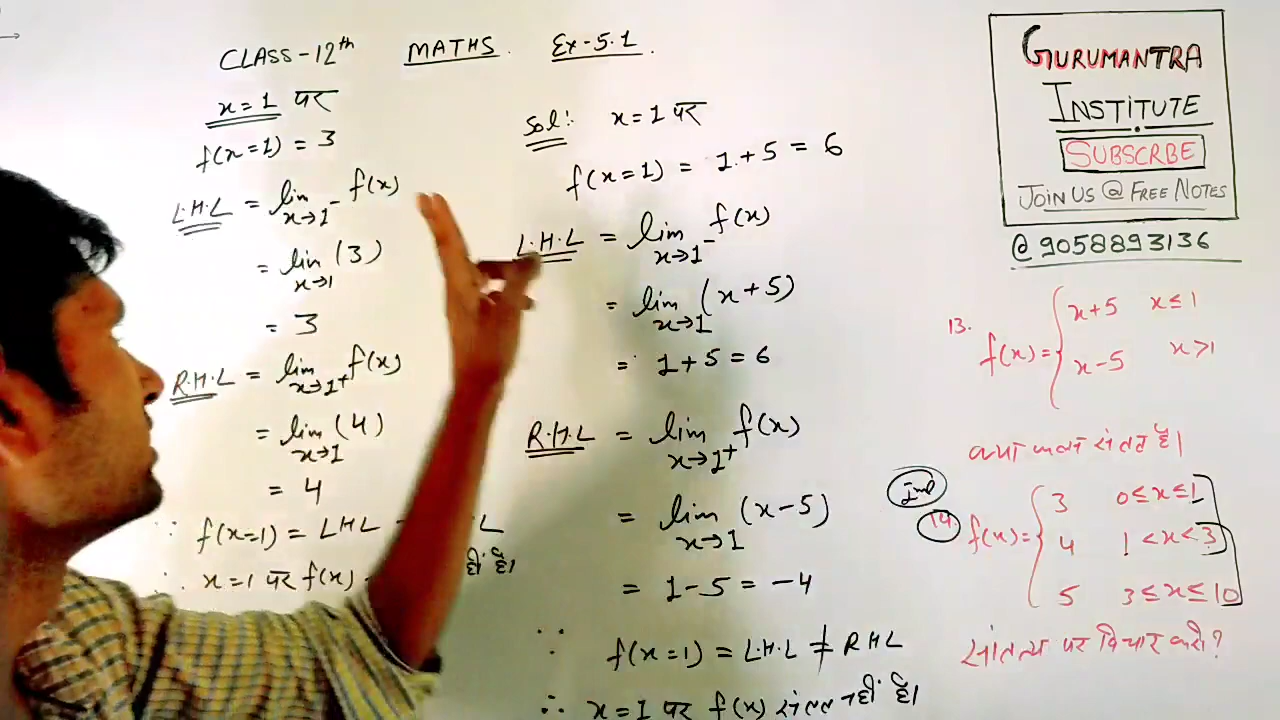 CLASS-12th MATHS. Ex-5.1.
x=1 पर
f(x=1) = 3
L.H.L = lim x→1⁻ f(x)
= lim x→1 (3)
= 3
R.H.L = lim x→1⁺ f(x)
= lim x→1 (4)
= 4
∵ f(x=1) = LHL
∴ x=1 पर f(x)
Sol: x=1 पर
f(x=1) = 1+5 = 6
L.H.L = lim x→1⁻ f(x)
= lim x→1 (x+5)
= 1+5 = 6
R.H.L = lim x→1⁺ f(x)
= lim x→1 (x-5)
= 1-5 = -4
∵ f(x=1) = L.H.L ≠ RHL
∴ x=1 पर f(x) संतत नहीं है।
GURUMANTRA
INSTITUTE
SUBSCRBE
JOIN US @ FREE NOTES
@ 9058893136
13. f(x) = { x+5 x≤1
x-5 x>1
क्या फलन संतत है।
Imp
14 f(x) = { 3 0≤x≤1
4 1<x<3
5 3≤x≤10
सांतत्य पर विचार करो?